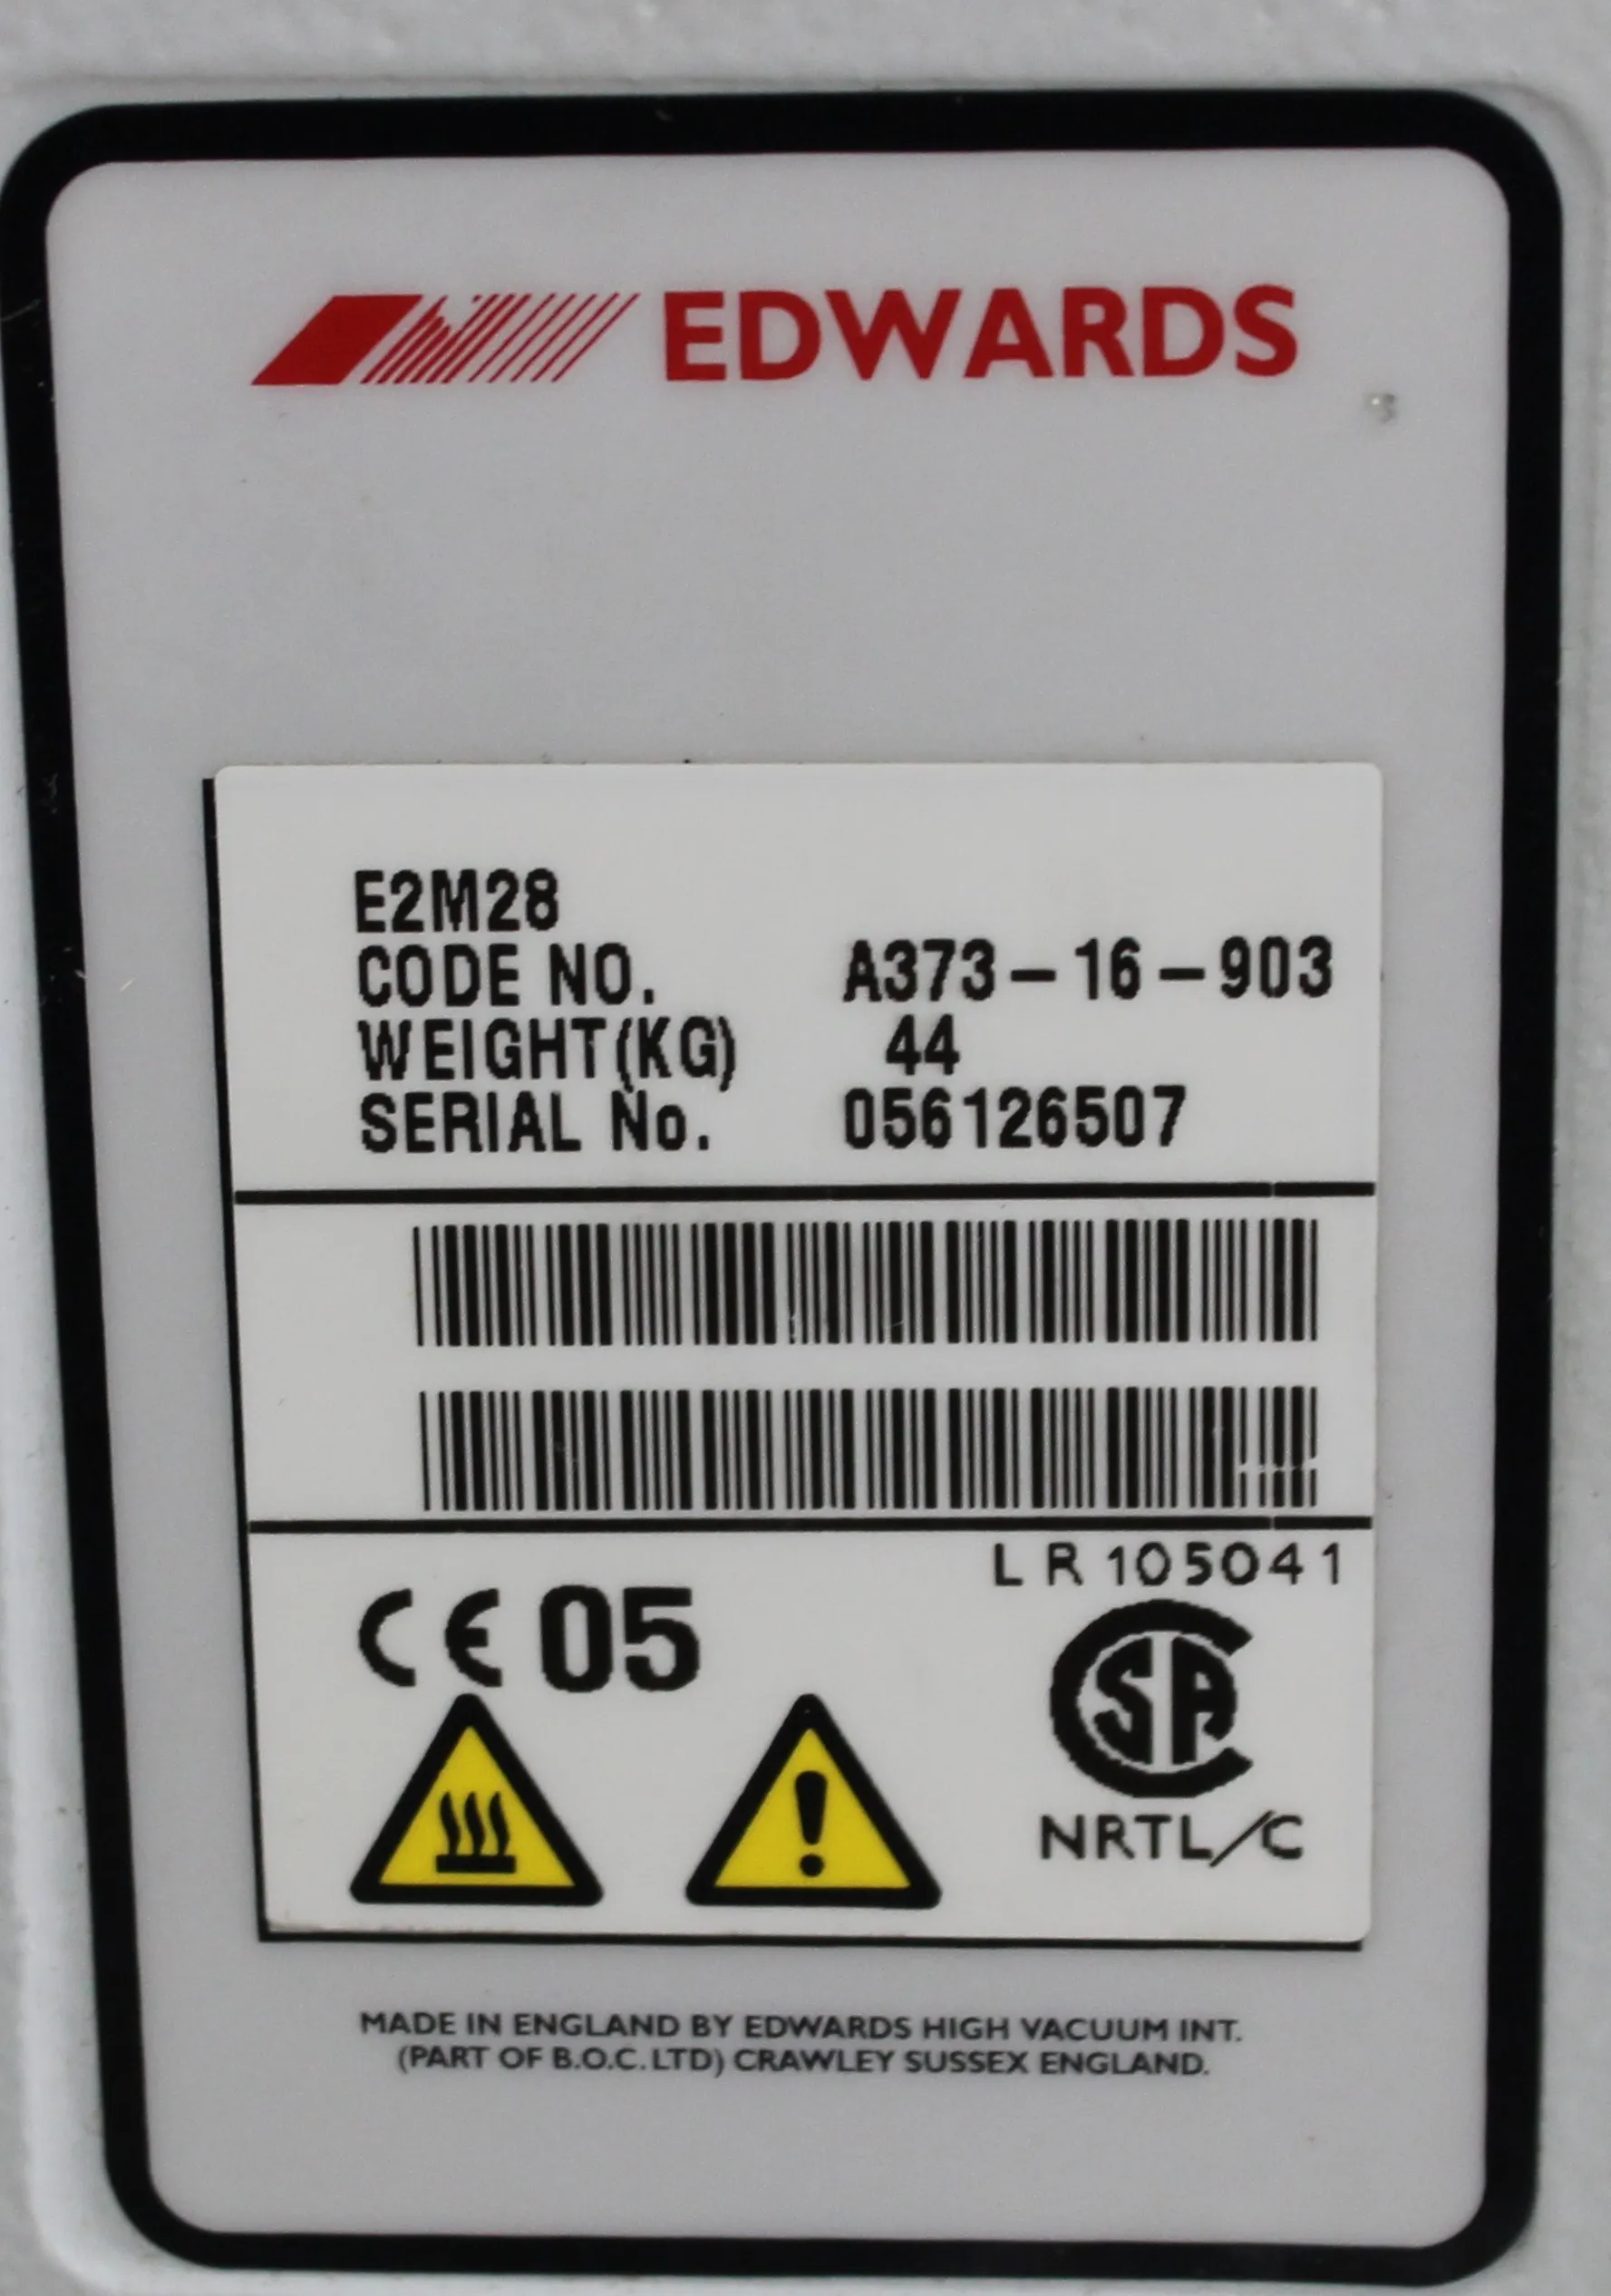 EDWARDS
E2M28
CODE NO. A373-16-903
WEIGHT(KG) 44
SERIAL No. 056126507
LR105041
CE 05
CSA
NRTL/C
MADE IN ENGLAND BY EDWARDS HIGH VACUUM INT.
(PART OF B.O.C. LTD) CRAWLEY SUSSEX ENGLAND.